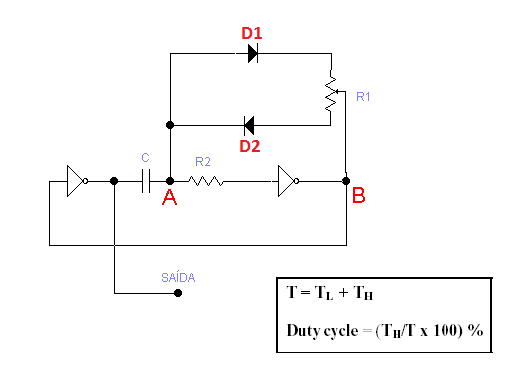 D1
R1
D2
C
R2
A
B
SAÍDA
T = TL + TH
Duty cycle = (TH/T x 100) %